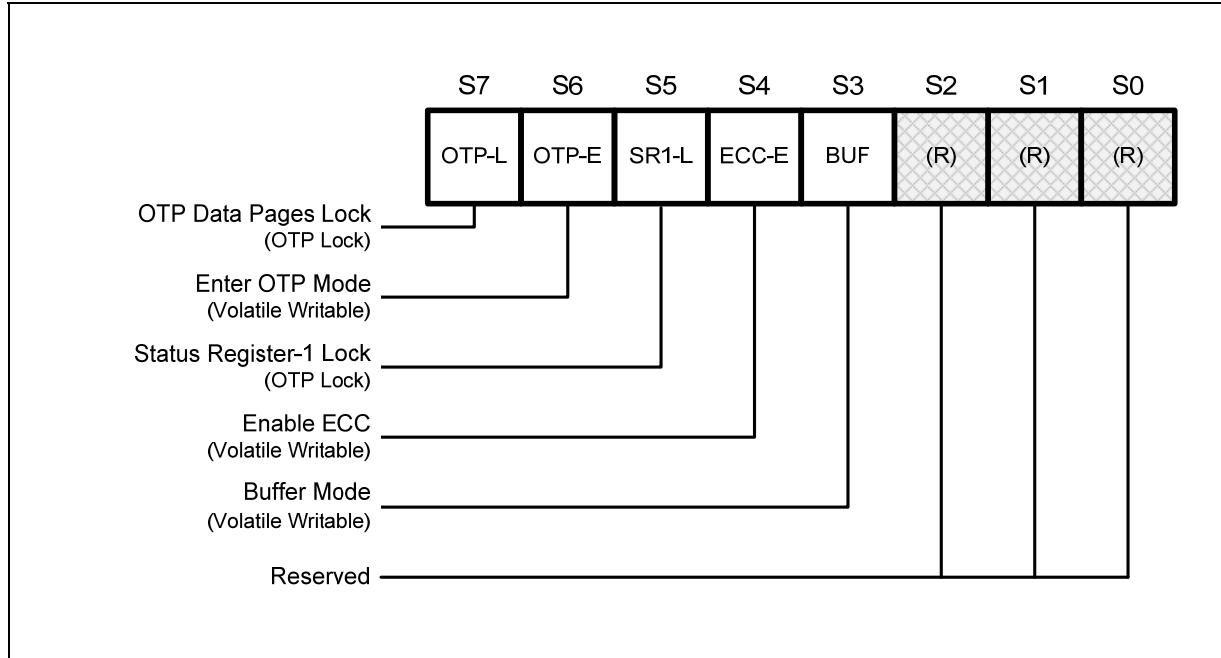 S7 S6 S5 S4 S3 S2 S1 S0
OTP-L OTP-E SR1-L ECC-E BUF (R) (R) (R)
OTP Data Pages Lock
(OTP Lock)
Enter OTP Mode
(Volatile Writable)
Status Register-1 Lock
(OTP Lock)
Enable ECC
(Volatile Writable)
Buffer Mode
(Volatile Writable)
Reserved